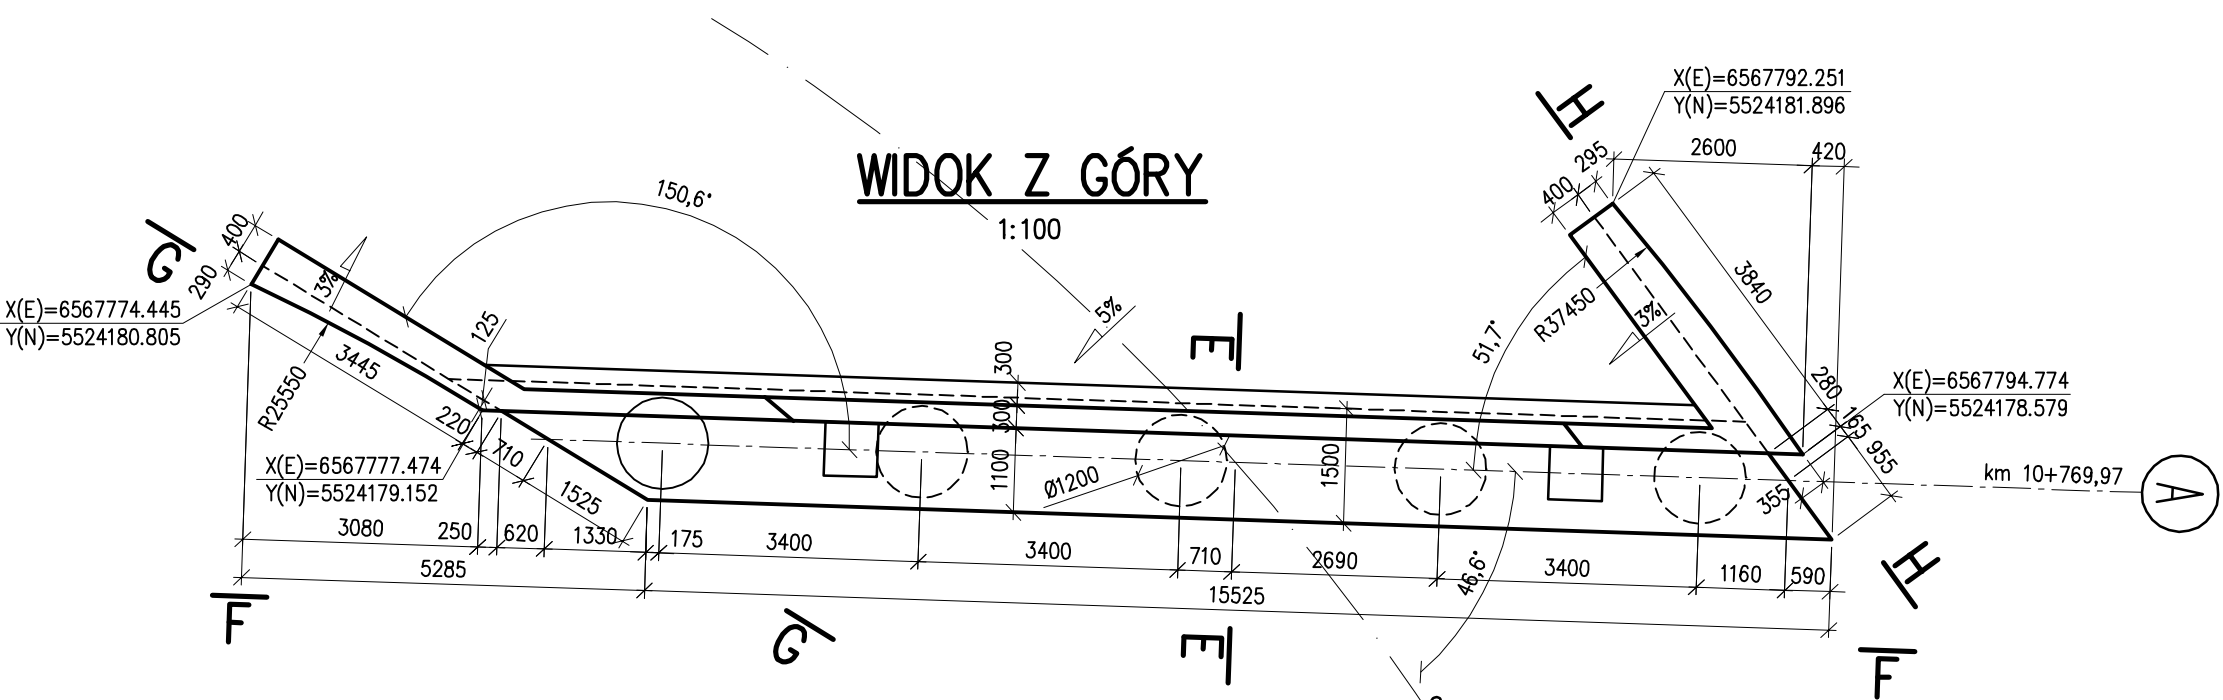 X(E)=6567792.251
Y(N)=5524181.896
H
295
400
2600
420
WIDOK Z GÓRY
1:100
150,6°
G
400
290
3%
X(E)=6567774.445
Y(N)=5524180.805
125
5%
E
R37450
3%
51,7°
3840
3445
R25550
300
300
1100
1500
280
165
955
X(E)=6567794.774
Y(N)=5524178.579
220
710
1525
X(E)=6567777.474
Y(N)=5524179.152
Ø1200
355
km 10+769,97
A
3080
250
620
1330
175
3400
3400
710
2690
3400
1160
590
5285
15525
46,6°
H
F
G
E
F